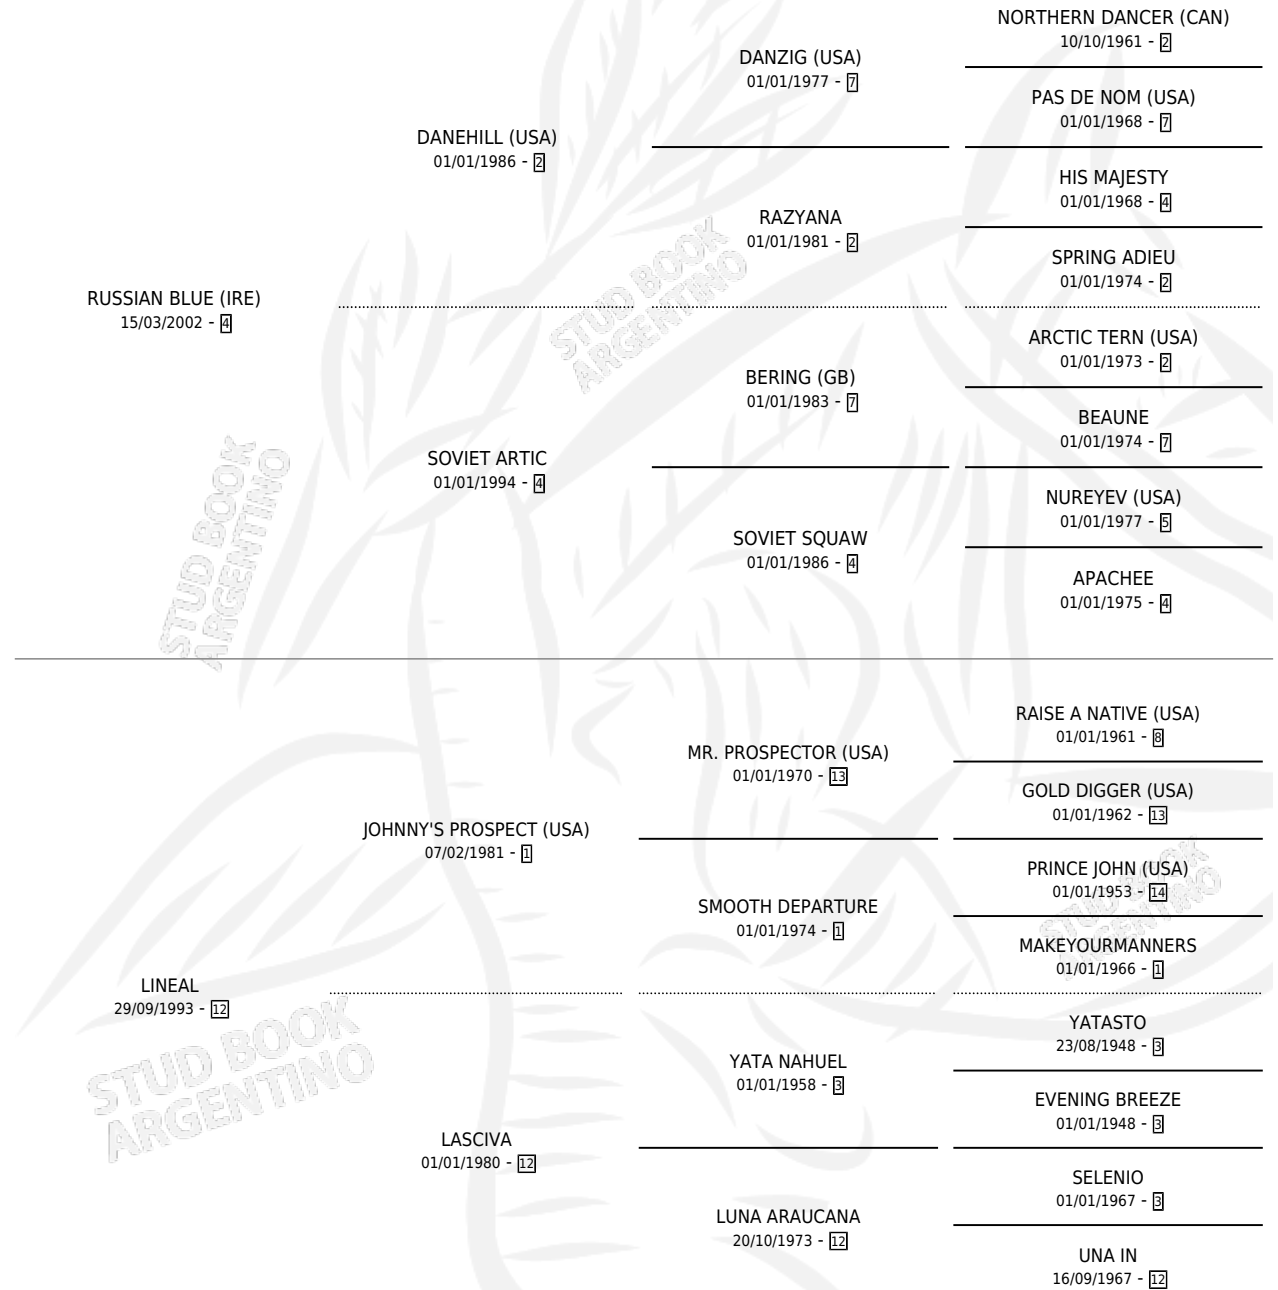 NORTHERN DANCER (CAN)
10/10/1961 - 2
DANZIG (USA)
01/01/1977 - 7
PAS DE NOM (USA)
01/01/1968 - 7
DANEHILL (USA)
01/01/1986 - 2
HIS MAJESTY
01/01/1968 - 4
RAZYANA
01/01/1981 - 2
SPRING ADIEU
01/01/1974 - 2
RUSSIAN BLUE (IRE)
15/03/2002 - 4
STUD BOOK
ARGENTINO
ARCTIC TERN (USA)
01/01/1973 - 2
BERING (GB)
01/01/1983 - 7
BEAUNE
01/01/1974 - 7
SOVIET ARTIC
01/01/1994 - 4
NUREYEV (USA)
01/01/1977 - 5
SOVIET SQUAW
01/01/1986 - 4
APACHEE
01/01/1975 - 4
STUD BOOK
ARGENTINO
RAISE A NATIVE (USA)
01/01/1961 - 8
MR. PROSPECTOR (USA)
01/01/1970 - 13
GOLD DIGGER (USA)
01/01/1962 - 13
JOHNNY'S PROSPECT (USA)
07/02/1981 - 1
PRINCE JOHN (USA)
01/01/1953 - 14
STUD BOOK
ARGENTINO
SMOOTH DEPARTURE
01/01/1974 - 1
MAKEYOURMANNERS
01/01/1966 - 1
LINEAL
29/09/1993 - 12
STUD BOOK
ARGENTINO
YATASTO
23/08/1948 - 3
YATA NAHUEL
01/01/1958 - 3
EVENING BREEZE
01/01/1948 - 3
LASCIVA
01/01/1980 - 12
SELENIO
01/01/1967 - 3
LUNA ARAUCANA
20/10/1973 - 12
UNA IN
16/09/1967 - 12